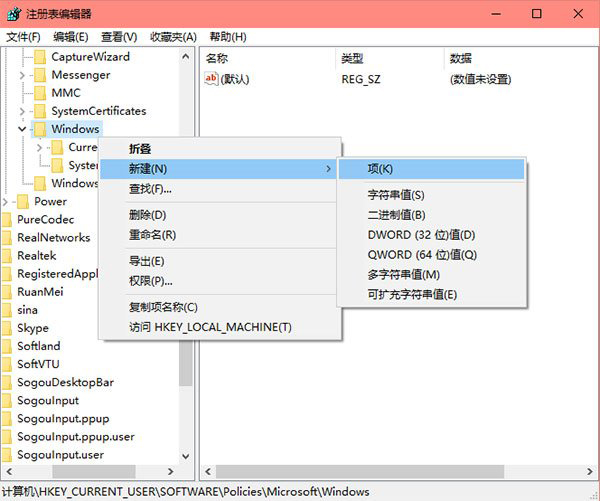 注册表编辑器
文件(F) 编辑(E) 查看(V) 收藏夹(A) 帮助(H)
CaptureWizard
Messenger
MMC
SystemCertificates
Windows
Curre
System
Windows
Power
PureCodec
RealNetworks
Realtek
RegisteredAppl
RuanMei
sina
Skype
Softland
SoftVTU
SogouDesktopBar
SogouInput
SogouInput.ppup
SogouInput.ppup.user
SogouInput.user
名称 类型 数据
ab (默认) REG_SZ (数值未设置)
折叠
新建(N)
查找(F)...
删除(D)
重命名(R)
导出(E)
权限(P)...
复制项名称(C)
访问 HKEY_LOCAL_MACHINE(T)
项(K)
字符串值(S)
二进制值(B)
DWORD (32 位)值(D)
QWORD (64 位)值(Q)
多字符串值(M)
可扩充字符串值(E)
计算机\HKEY_CURRENT_USER\SOFTWARE\Policies\Microsoft\Windows